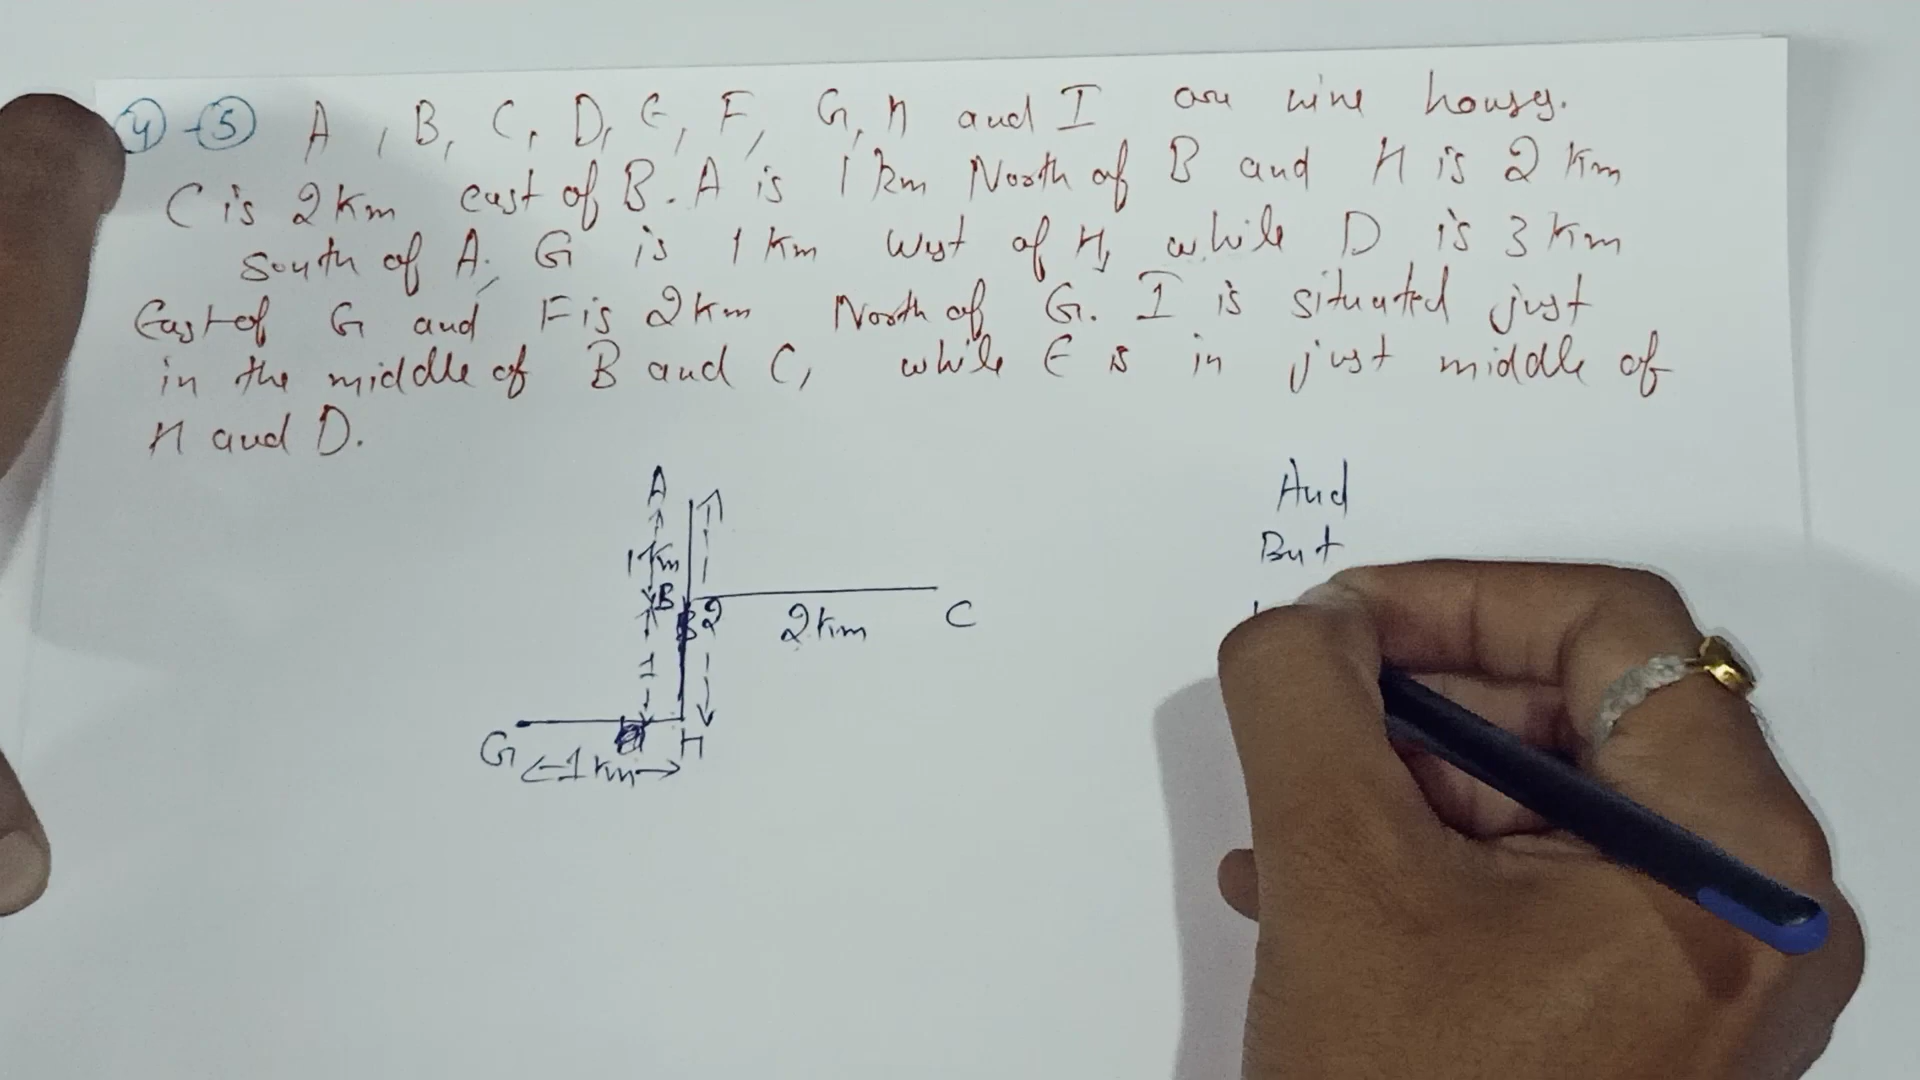 4 - 5 A, B, C, D, E, F, G, H and I are nine houses.
C is 2 Km east of B. A is 1 km North of B and H is 2 Km
south of A. G is 1 Km West of H, while D is 3 Km
East of G and F is 2 Km North of G. I is situated just
in the middle of B and C, while E is in just middle of
H and D.
A
And
1 Km
But
B
B
2
2 Km
C
1
G
H
1 km